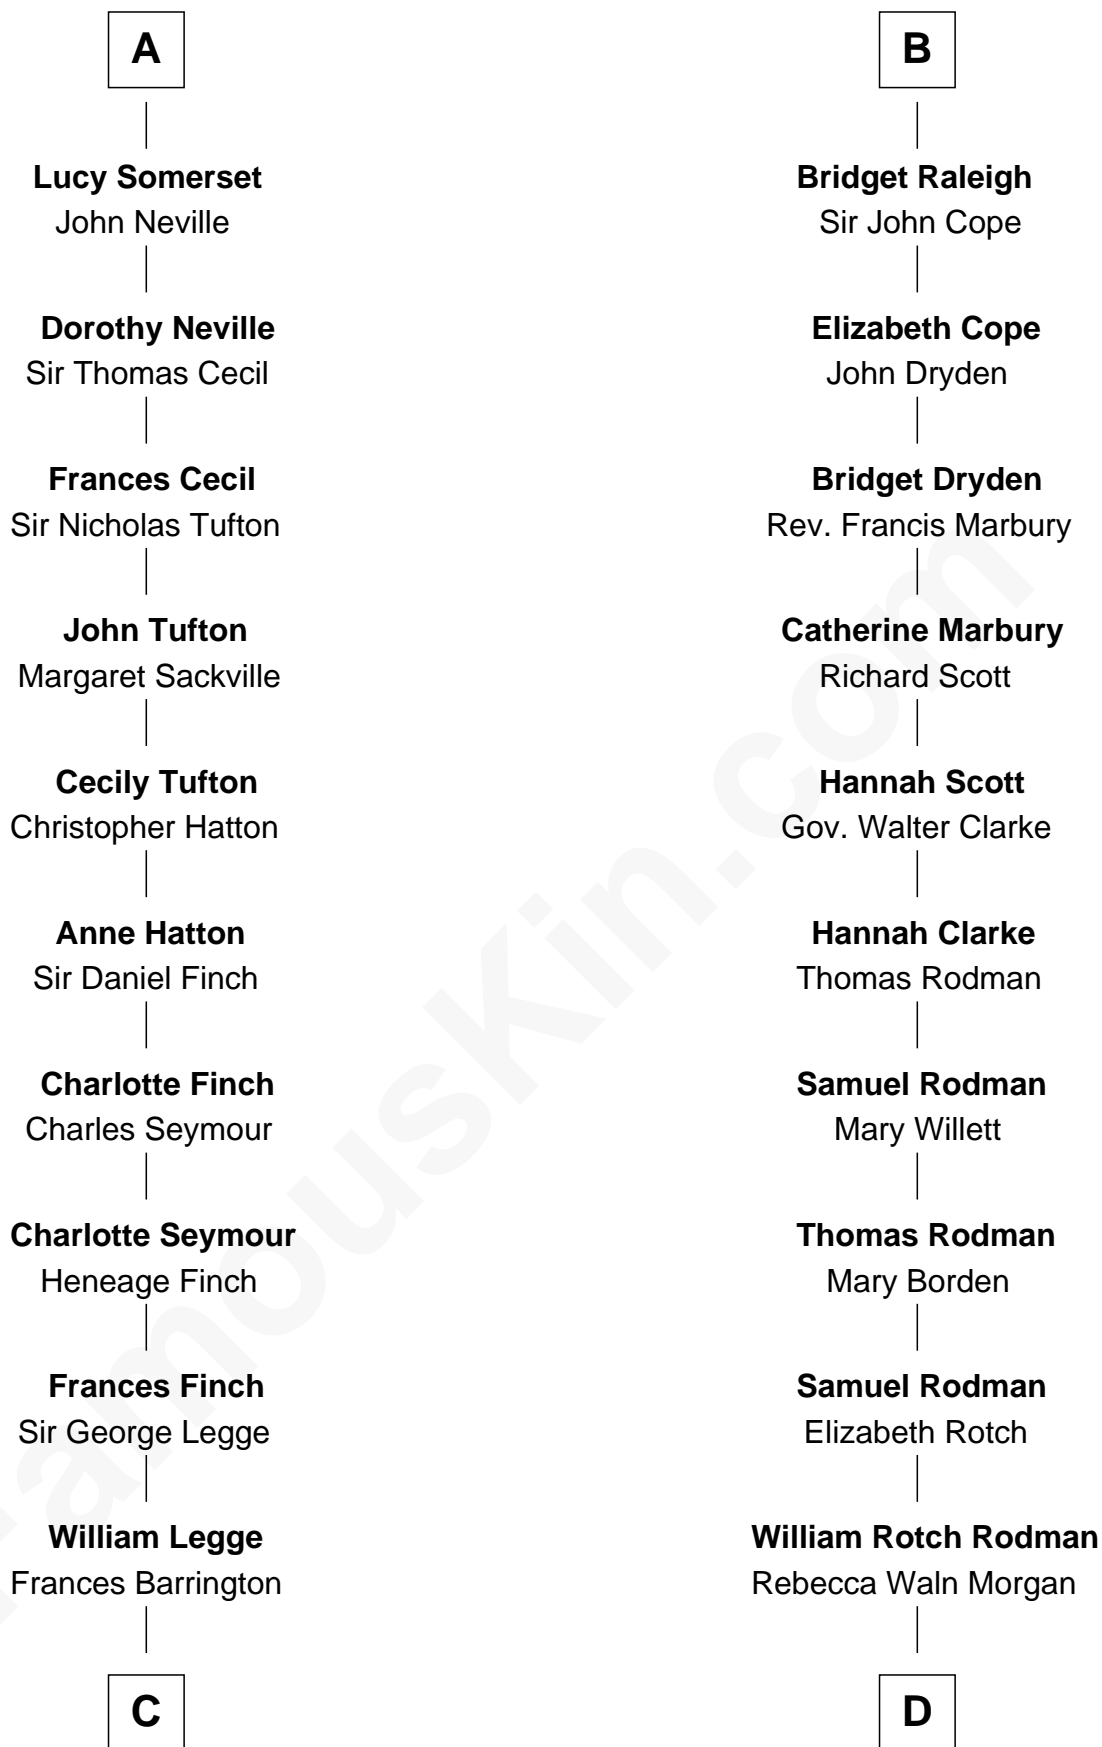 A
Lucy Somerset
John Neville
Dorothy Neville
Sir Thomas Cecil
Frances Cecil
Sir Nicholas Tufton
John Tufton
Margaret Sackville
Cecily Tufton
Christopher Hatton
Anne Hatton
Sir Daniel Finch
Charlotte Finch
Charles Seymour
Charlotte Seymour
Heneage Finch
Frances Finch
Sir George Legge
William Legge
Frances Barrington
C
B
Bridget Raleigh
Sir John Cope
Elizabeth Cope
John Dryden
Bridget Dryden
Rev. Francis Marbury
Catherine Marbury
Richard Scott
Hannah Scott
Gov. Walter Clarke
Hannah Clarke
Thomas Rodman
Samuel Rodman
Mary Willett
Thomas Rodman
Mary Borden
Samuel Rodman
Elizabeth Rotch
William Rotch Rodman
Rebecca Waln Morgan
D
FamousKin.com